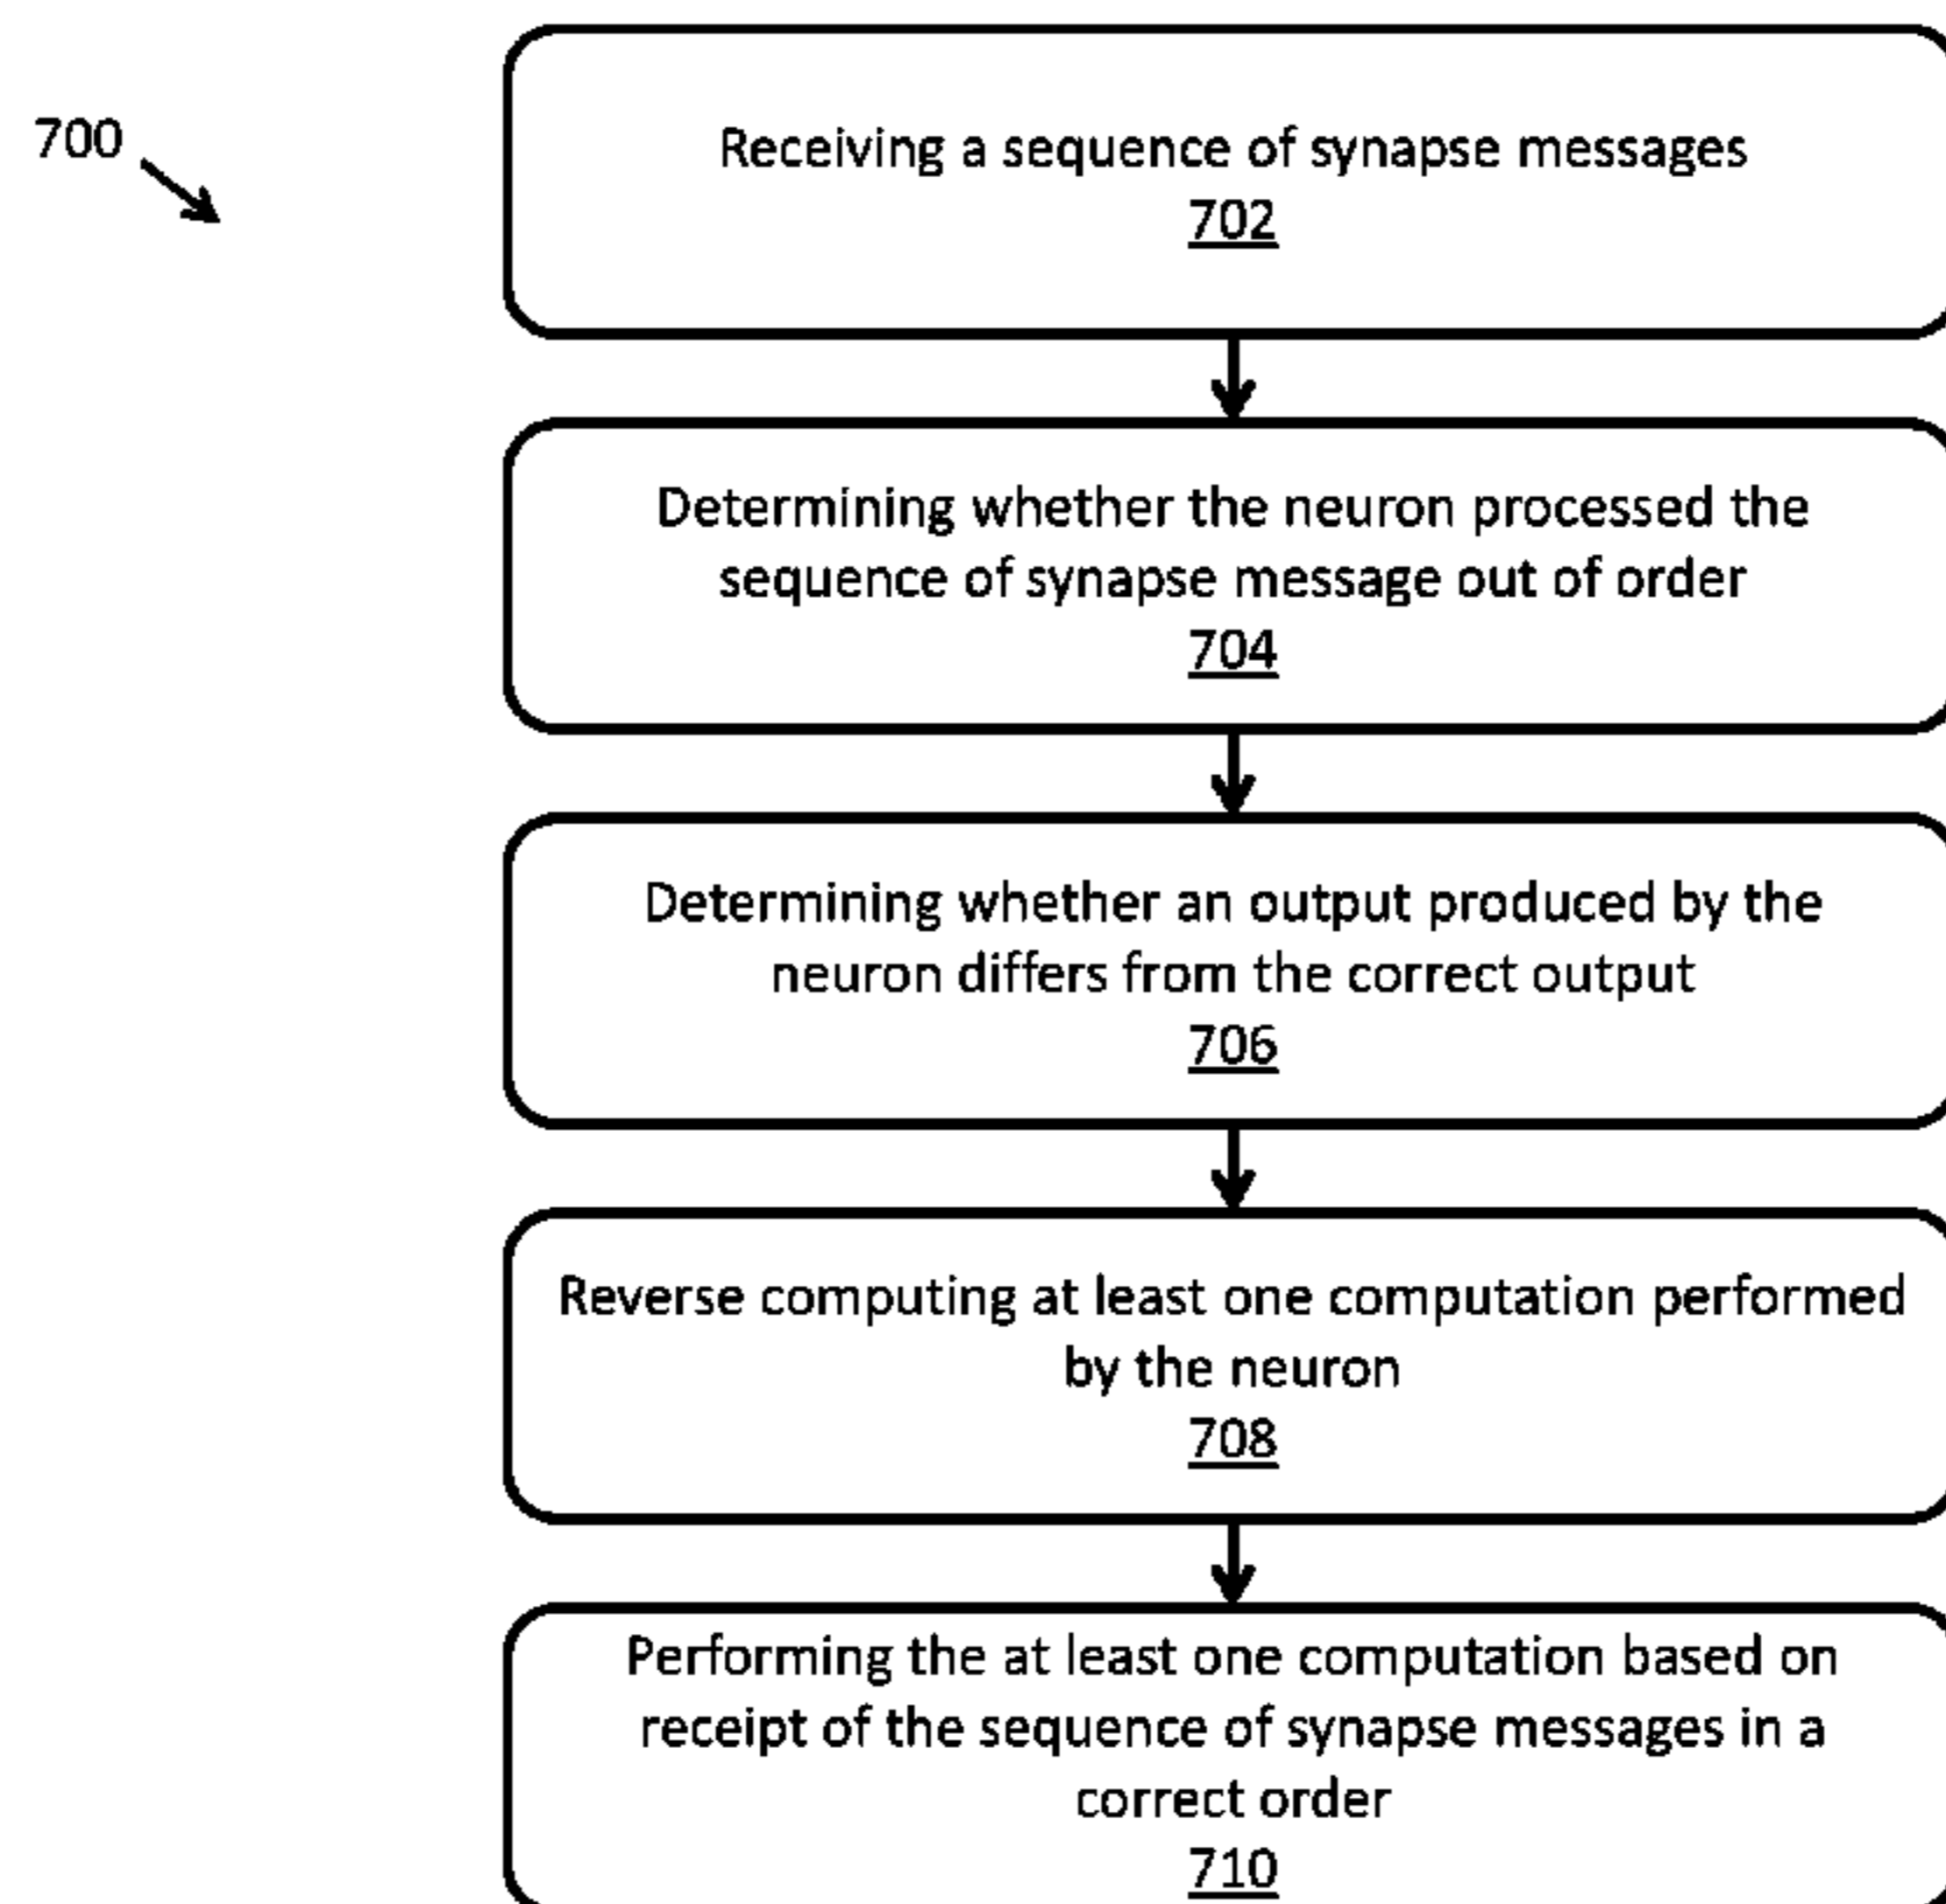 700
Receiving a sequence of synapse messages
702
Determining whether the neuron processed the
sequence of synapse message out of order
704
Determining whether an output produced by the
neuron differs from the correct output
706
Reverse computing at least one computation performed
by the neuron
708
Performing the at least one computation based on
receipt of the sequence of synapse messages in a
correct order
710